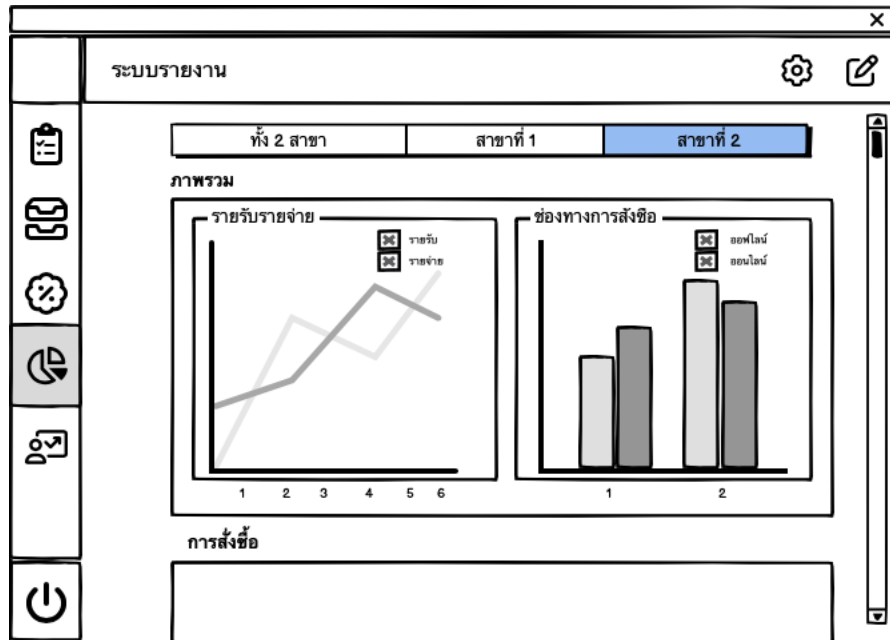 ระบบรายงาน
ทั้ง 2 สาขา สาขาที่ 1 สาขาที่ 2
ภาพรวม
รายรับรายจ่าย
รายรับ
รายจ่าย
1 2 3 4 5 6
ช่องทางการสังซือ
ออฟไลน์
ออนไลน์
1 2
การสั่งซื้อ